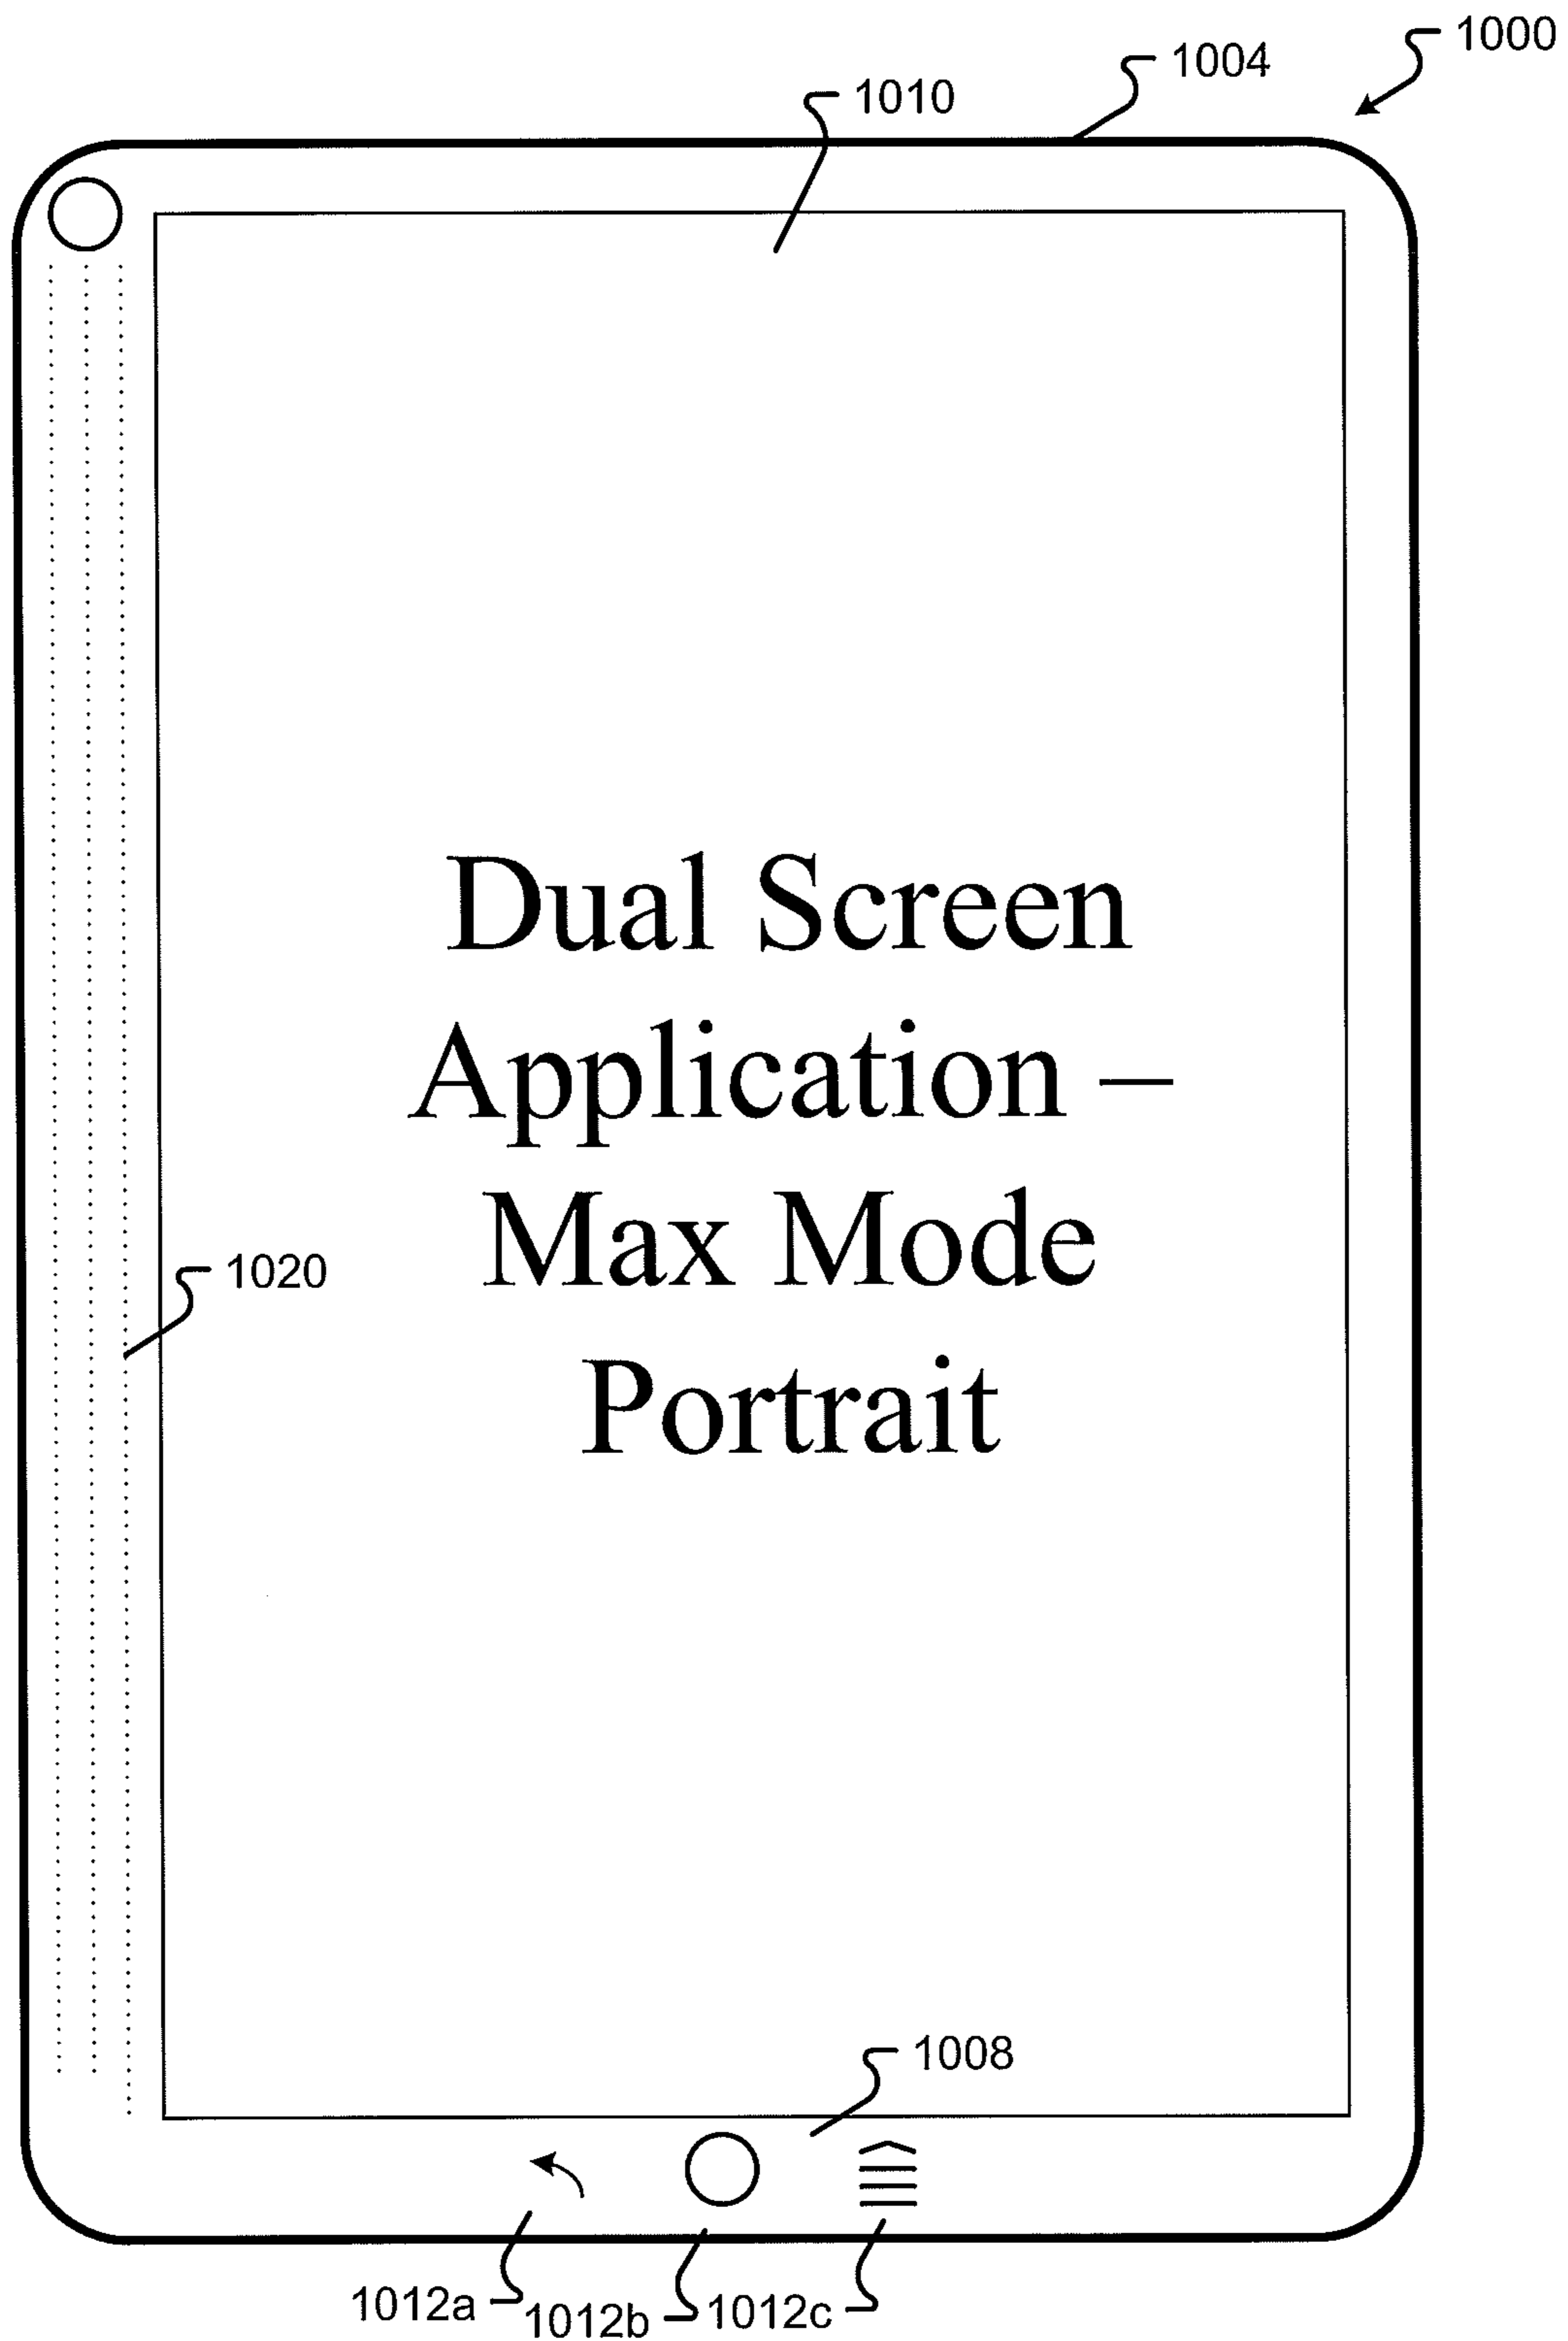 1000
1004
1010
Dual Screen
Application –
Max Mode
Portrait
1020
1008
1012a
1012b
1012c